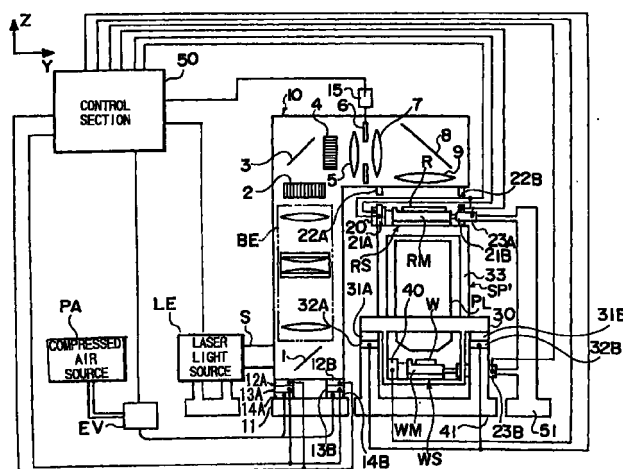 Z
Y
50
CONTROL
SECTION
15
10
4
6
7
3
8
5
9
2
R
22B
22A
20
21A
23A
21B
BE
RS
RM
33
SP'
PL
30
31A
40
W
31B
32A
32B
LE
S
PA
COMPRESSED
AIR
SOURCE
LASER
LIGHT
SOURCE
1
12B
12A
13A
14A
11
13B
14B
EV
WM
WS
41
23B
51